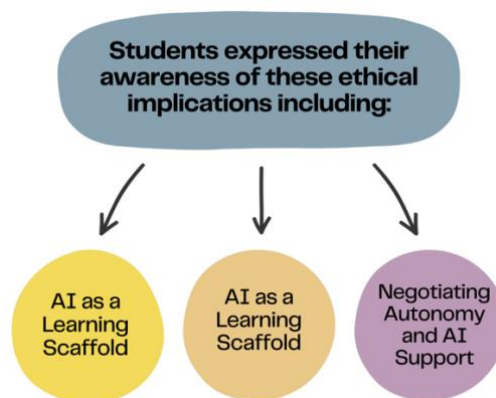 Students expressed their
awareness of these ethical
implications including:
AI as a
Learning
Scaffold
AI as a
Learning
Scaffold
Negotiating
Autonomy
and AI
Support